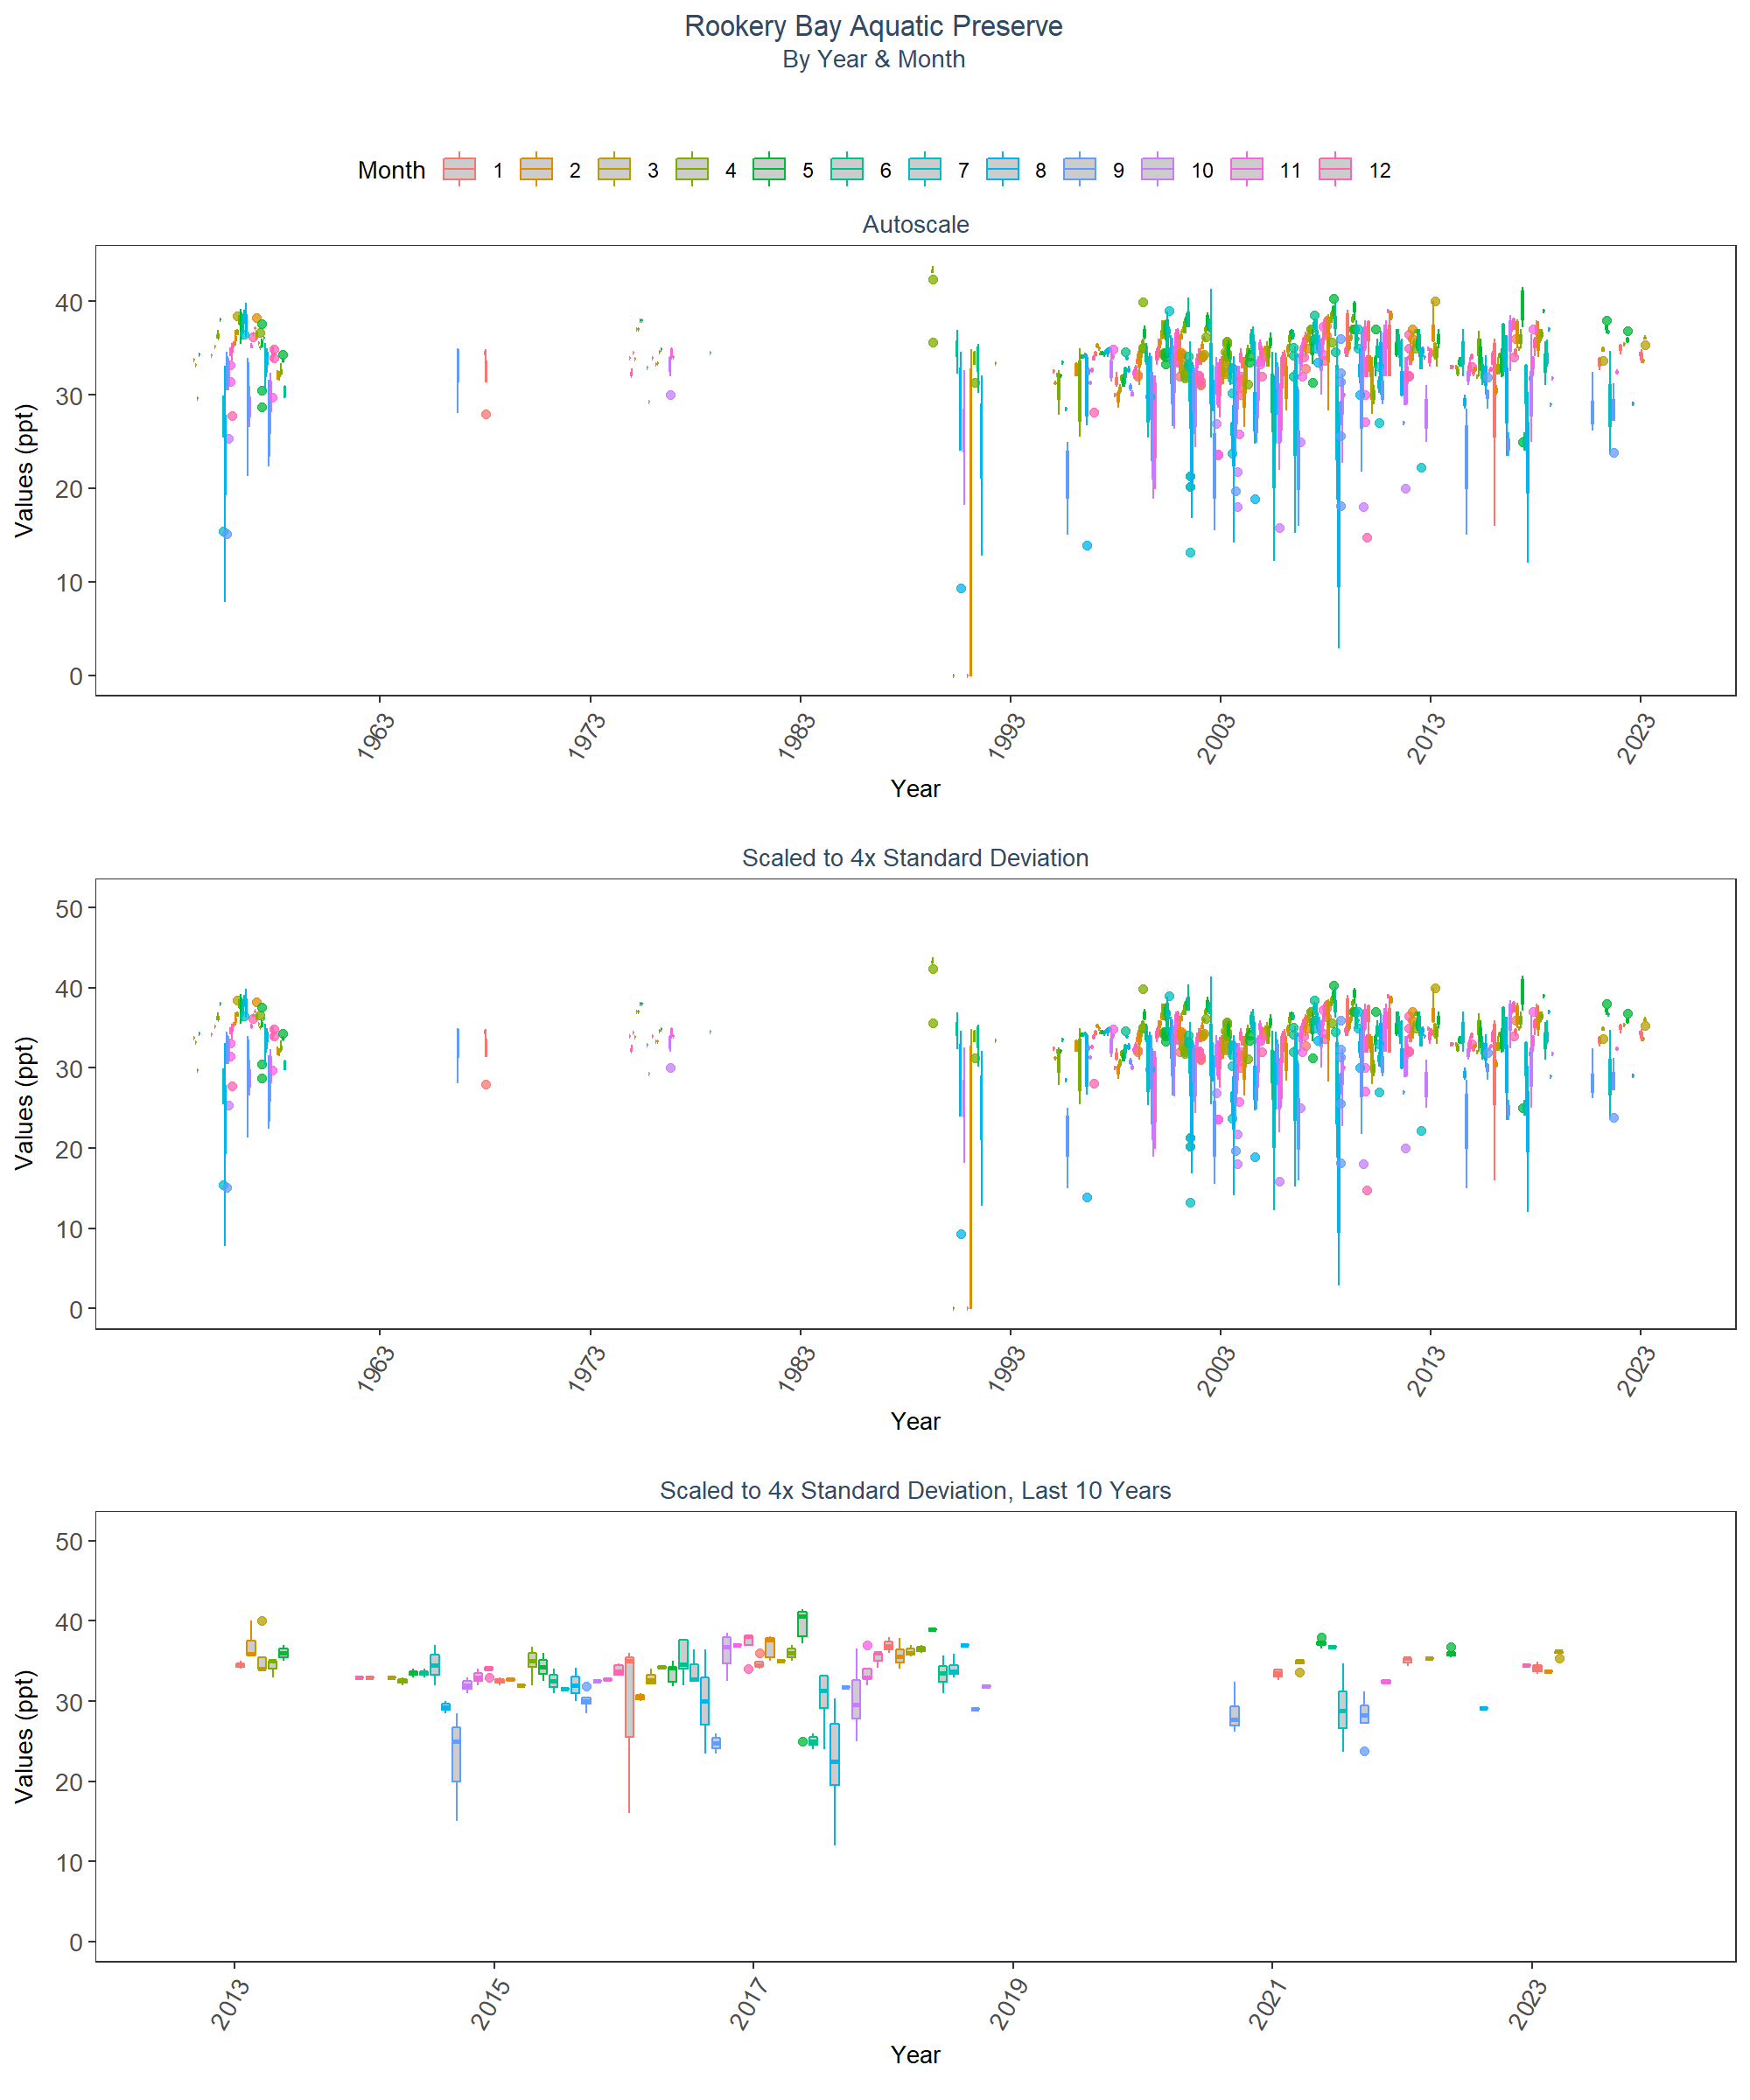 Rookery Bay Aquatic Preserve
By Year & Month
Month 1 2 3 4 5 6 7 8 9 10 11 12
Autoscale
Values (ppt)
40
30
20
10
0
1963 1973 1983 1993 2003 2013 2023
Year
Scaled to 4x Standard Deviation
Values (ppt)
50
40
30
20
10
0
1963 1973 1983 1993 2003 2013 2023
Year
Scaled to 4x Standard Deviation, Last 10 Years
Values (ppt)
50
40
30
20
10
0
2013 2015 2017 2019 2021 2023
Year